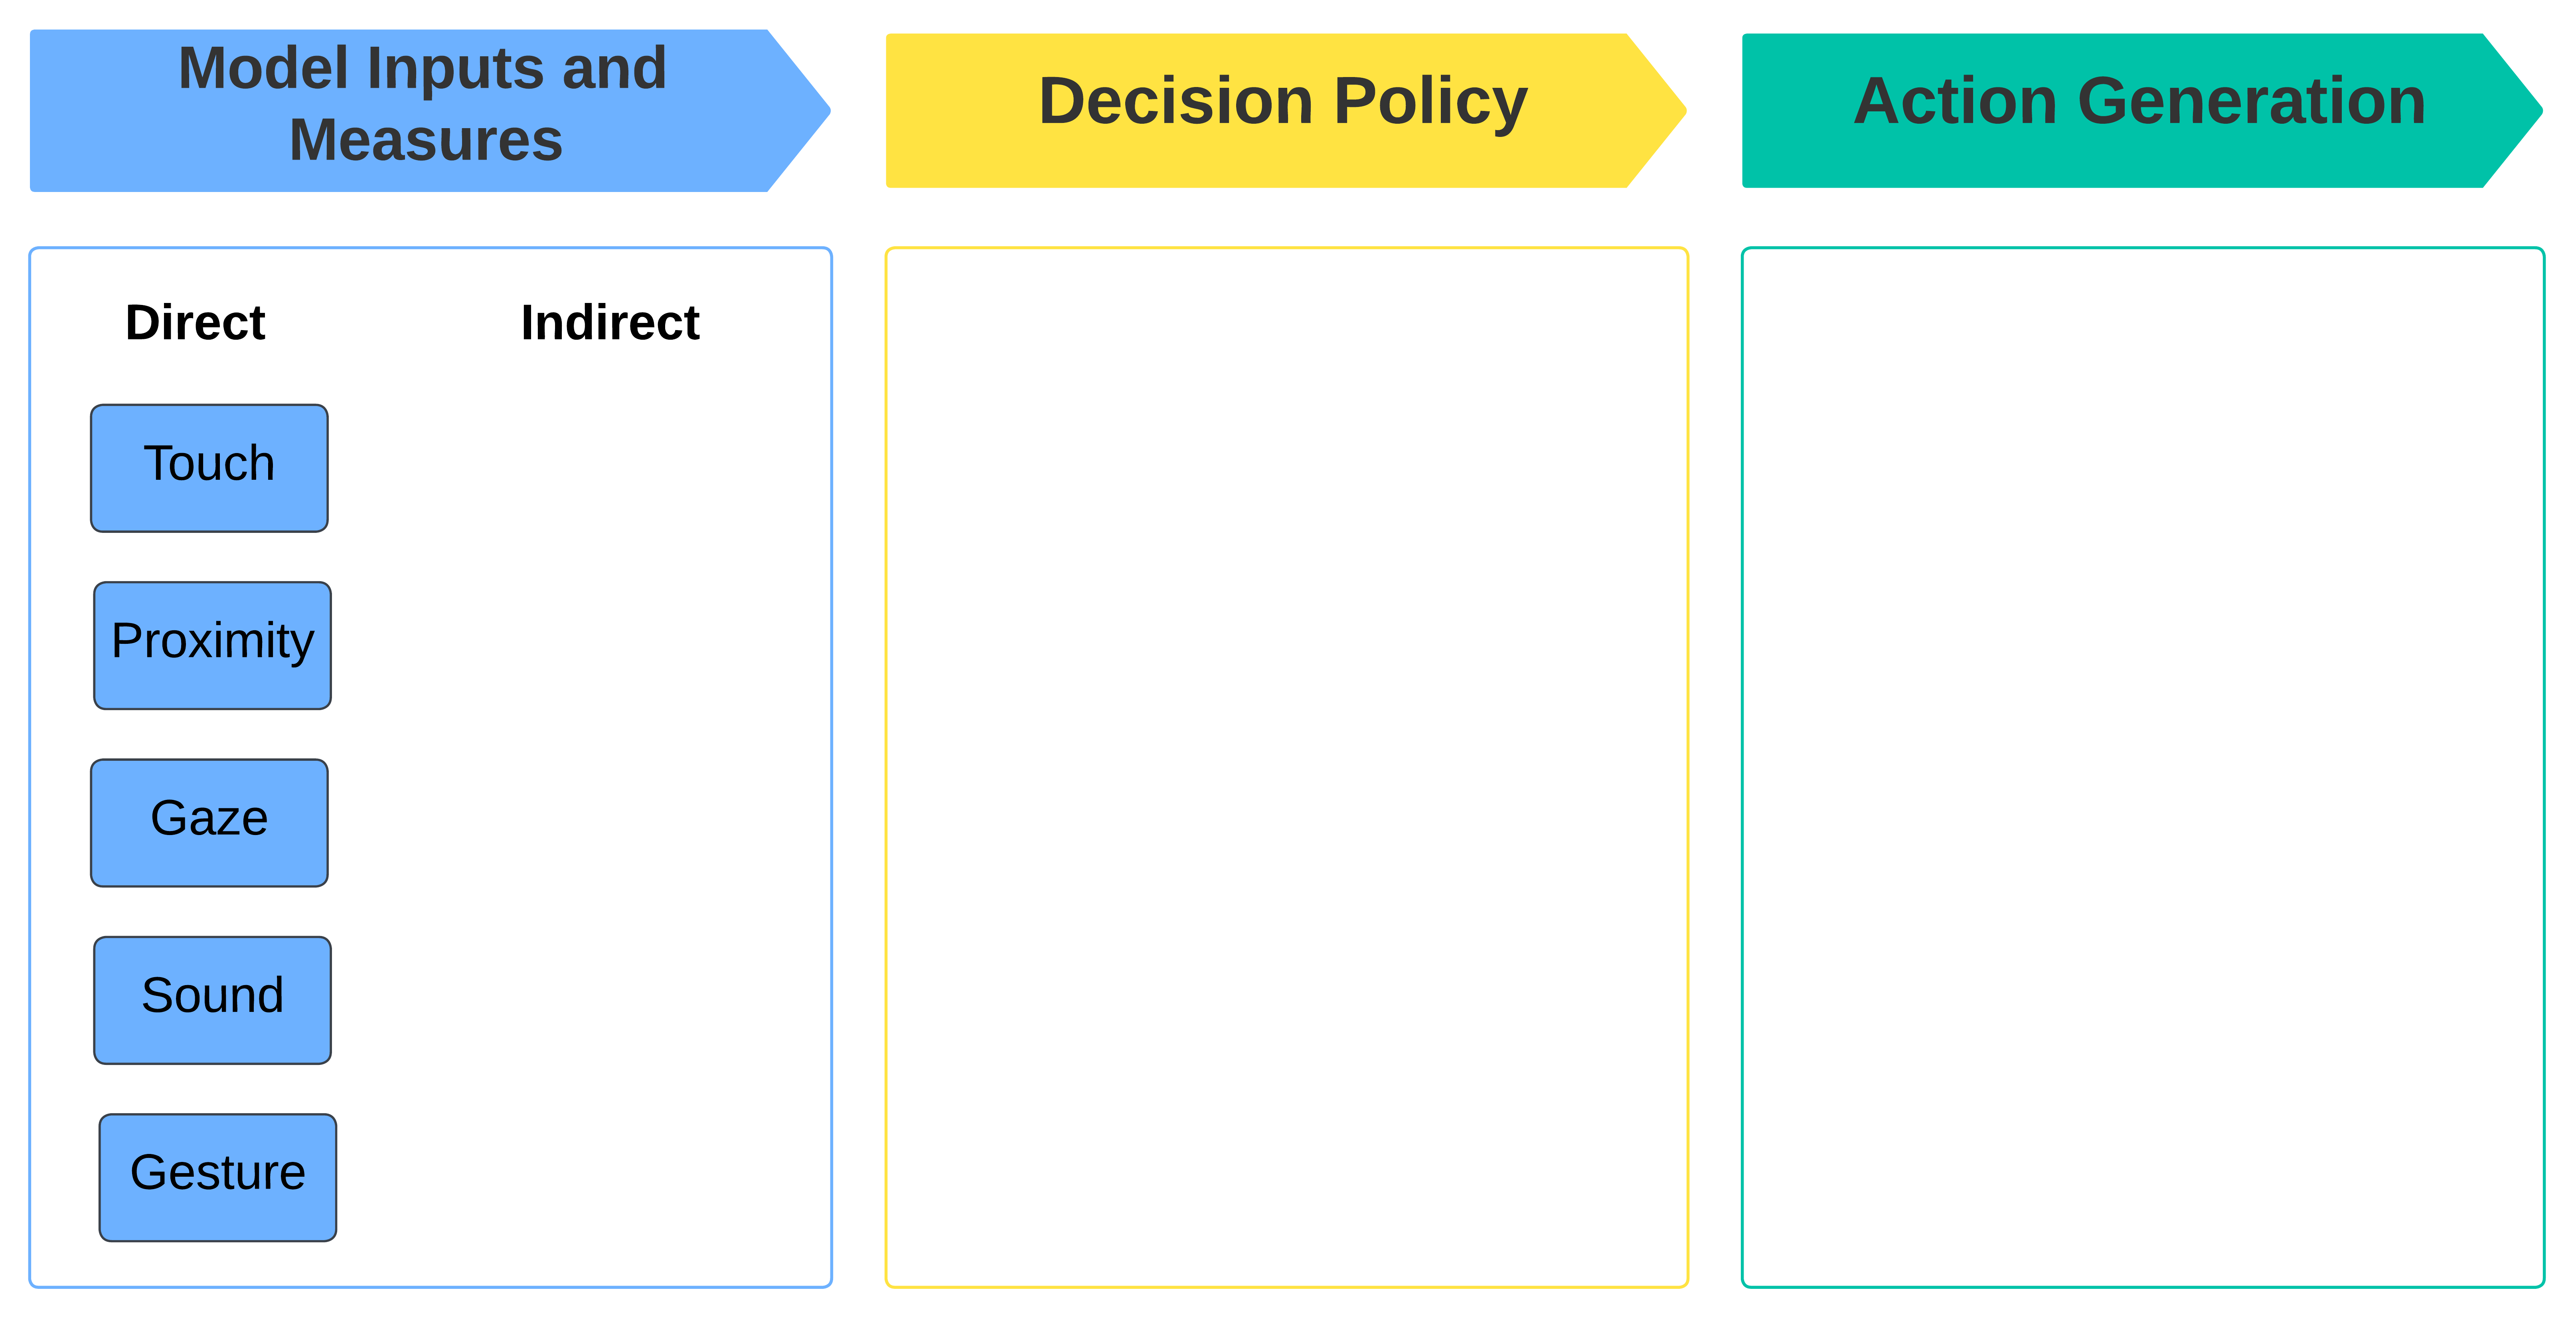 Model Inputs and
Measures
Decision Policy
Action Generation
Direct
Indirect
Touch
Proximity
Gaze
Sound
Gesture